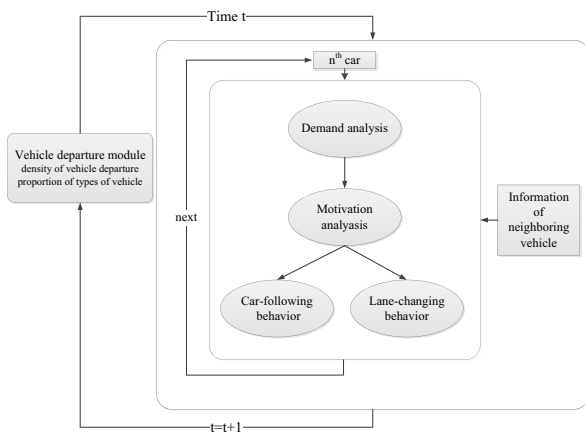 Time t
nth car
Demand analysis
Vehicle departure module
density of vehicle departure
proportion of types of vehicle
next
Motivation
analyasis
Information
of
neighboring
vehicle
Car-following
behavior
Lane-changing
behavior
t=t+1